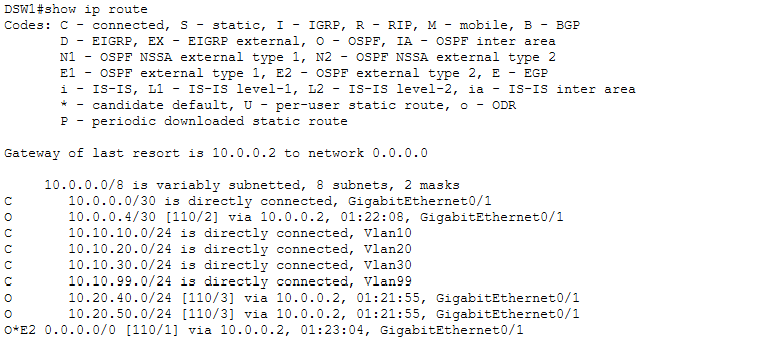 DSW1#show ip route
Codes: C - connected, S - static, I - IGRP, R - RIP, M - mobile, B - BGP
       D - EIGRP, EX - EIGRP external, O - OSPF, IA - OSPF inter area
       N1 - OSPF NSSA external type 1, N2 - OSPF NSSA external type 2
       E1 - OSPF external type 1, E2 - OSPF external type 2, E - EGP
       i - IS-IS, L1 - IS-IS level-1, L2 - IS-IS level-2, ia - IS-IS inter area
       * - candidate default, U - per-user static route, o - ODR
       P - periodic downloaded static route
Gateway of last resort is 10.0.0.2 to network 0.0.0.0
     10.0.0.0/8 is variably subnetted, 8 subnets, 2 masks
C       10.0.0.0/30 is directly connected, GigabitEthernet0/1
O       10.0.0.4/30 [110/2] via 10.0.0.2, 01:22:08, GigabitEthernet0/1
C       10.10.10.0/24 is directly connected, Vlan10
C       10.10.20.0/24 is directly connected, Vlan20
C       10.10.30.0/24 is directly connected, Vlan30
C       10.10.99.0/24 is directly connected, Vlan99
O       10.20.40.0/24 [110/3] via 10.0.0.2, 01:21:55, GigabitEthernet0/1
O       10.20.50.0/24 [110/3] via 10.0.0.2, 01:21:55, GigabitEthernet0/1
O*E2 0.0.0.0/0 [110/1] via 10.0.0.2, 01:23:04, GigabitEthernet0/1